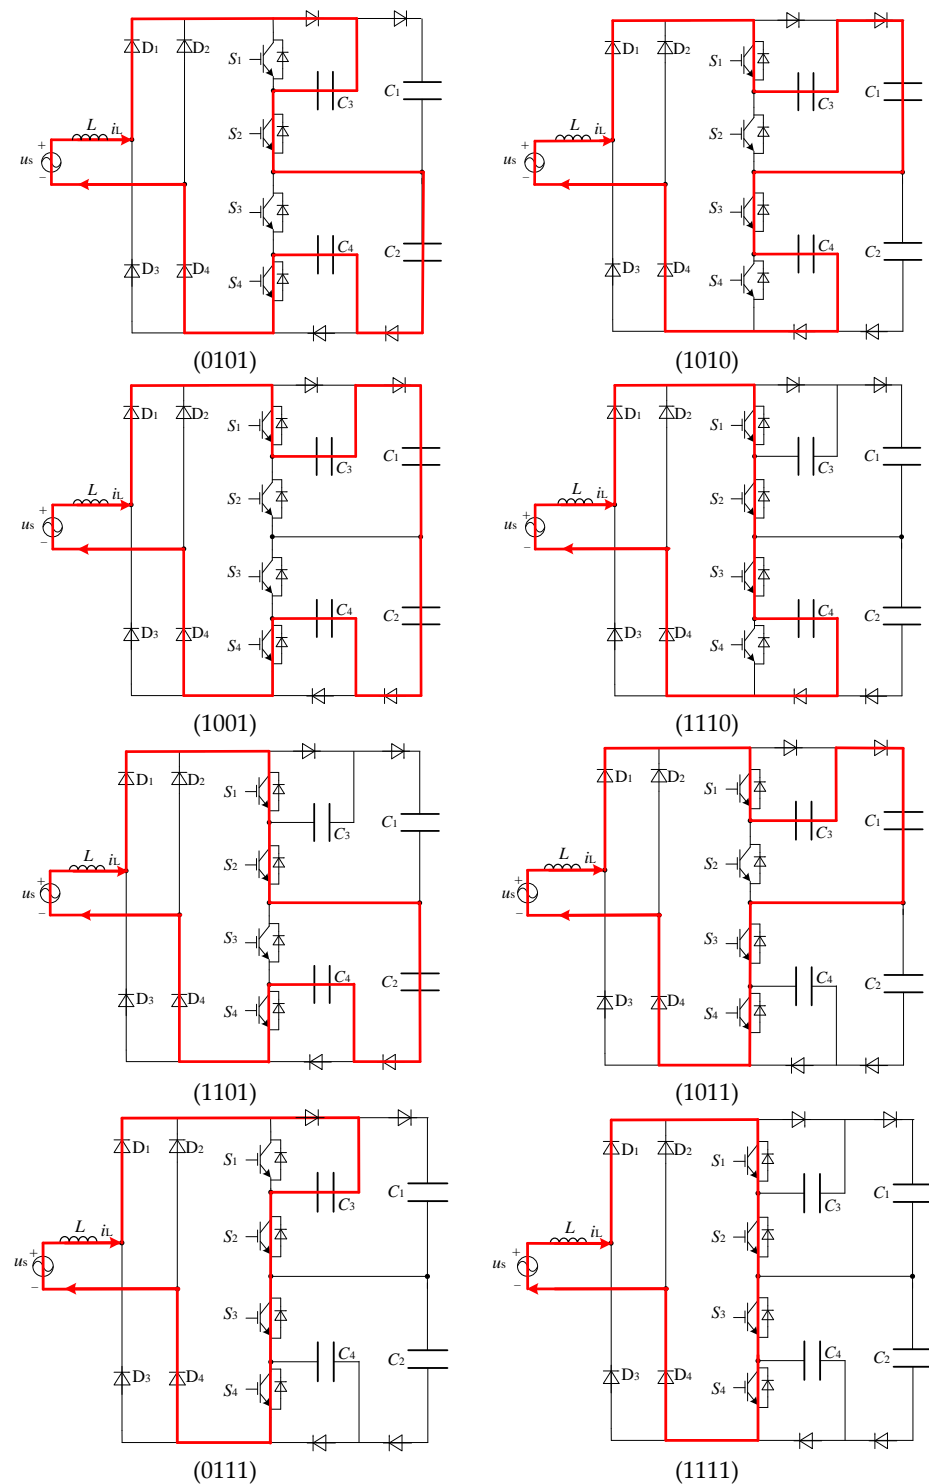 D1 D2 S1 C3 C1
L iL S2
+ us −
S3 C4 C2
D3 D4 S4
(0101)
D1 D2 S1 C3 C1
L iL S2
+ us −
S3 C4 C2
D3 D4 S4
(1010)
D1 D2 S1 C3 C1
L iL S2
+ us −
S3 C4 C2
D3 D4 S4
(1001)
D1 D2 S1 C3 C1
L iL S2
+ us −
S3 C4 C2
D3 D4 S4
(1110)
D1 D2 S1 C3 C1
L iL S2
+ us −
S3 C4 C2
D3 D4 S4
(1101)
D1 D2 S1 C3 C1
L iL S2
+ us −
S3 C4 C2
D3 D4 S4
(1011)
D1 D2 S1 C3 C1
L iL S2
+ us −
S3 C4 C2
D3 D4 S4
(0111)
D1 D2 S1 C3 C1
L iL S2
+ us −
S3 C4 C2
D3 D4 S4
(1111)